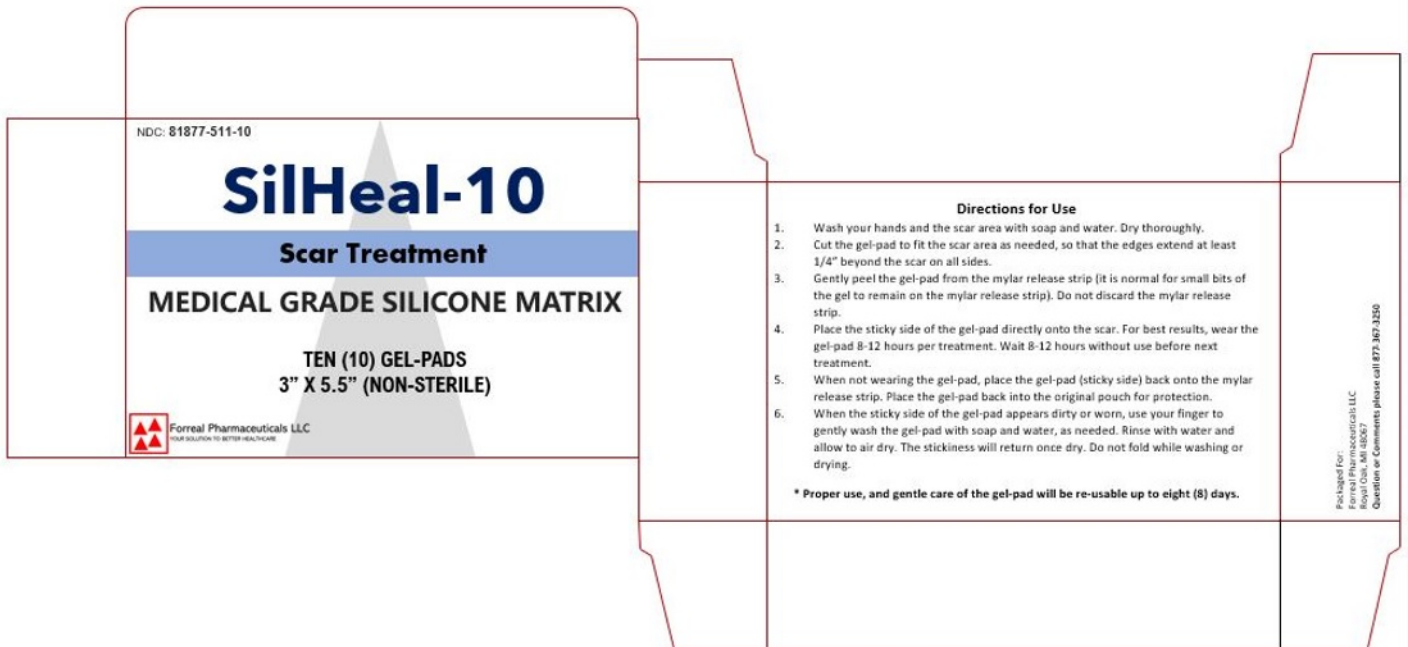 NDC: 81877-511-10
SilHeal-10
Scar Treatment
MEDICAL GRADE SILICONE MATRIX
TEN (10) GEL-PADS
3” X 5.5” (NON-STERILE)
Forreal Pharmaceuticals LLC
YOUR SOLUTION TO BETTER HEALTHCARE
Directions for Use
1. Wash your hands and the scar area with soap and water. Dry thoroughly.
2. Cut the gel-pad to fit the scar area as needed, so that the edges extend at least
1/4” beyond the scar on all sides.
3. Gently peel the gel-pad from the mylar release strip (it is normal for small bits of
the gel to remain on the mylar release strip). Do not discard the mylar release
strip.
4. Place the sticky side of the gel-pad directly onto the scar. For best results, wear the
gel-pad 8-12 hours per treatment. Wait 8-12 hours without use before next
treatment.
5. When not wearing the gel-pad, place the gel-pad (sticky side) back onto the mylar
release strip. Place the gel-pad back into the original pouch for protection.
6. When the sticky side of the gel-pad appears dirty or worn, use your finger to
gently wash the gel-pad with soap and water, as needed. Rinse with water and
allow to air dry. The stickiness will return once dry. Do not fold while washing or
drying.
* Proper use, and gentle care of the gel-pad will be re-usable up to eight (8) days.
Packaged For:
Forreal Pharmaceuticals LLC
Royal Oak, MI 48067
Question or Comments please call 877-367-3250